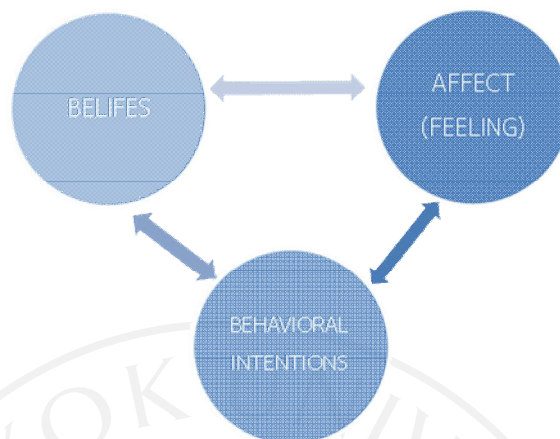 BELIFES
AFFECT
(FEELING)
BEHAVIORAL
INTENTIONS